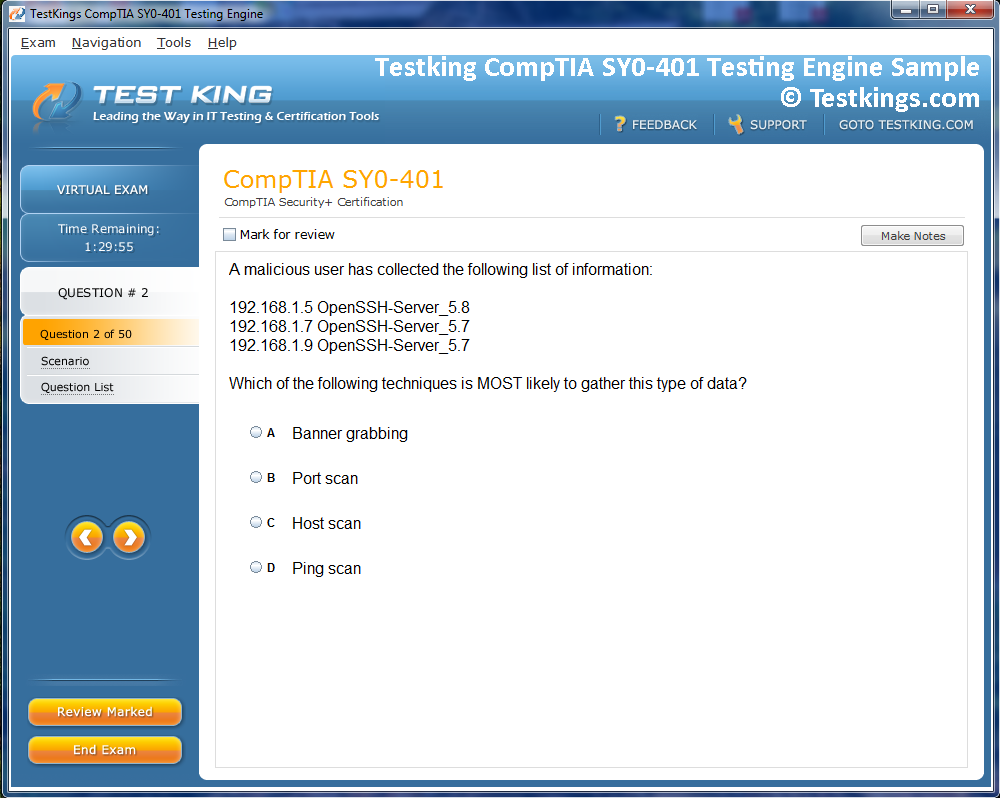 TestKings CompTIA SY0-401 Testing Engine
Exam Navigation Tools Help
Testking CompTIA SY0-401 Testing Engine Sample
© Testkings.com
TEST KING
Leading the Way in IT Testing & Certification Tools
? FEEDBACK SUPPORT GOTO TESTKING.COM
VIRTUAL EXAM
Time Remaining:
1:29:55
QUESTION # 2
Question 2 of 50
Scenario
Question List
Review Marked
End Exam
CompTIA SY0-401
CompTIA Security+ Certification
Mark for review
Make Notes
A malicious user has collected the following list of information:
192.168.1.5 OpenSSH-Server_5.8
192.168.1.7 OpenSSH-Server_5.7
192.168.1.9 OpenSSH-Server_5.7
Which of the following techniques is MOST likely to gather this type of data?
A Banner grabbing
B Port scan
C Host scan
D Ping scan